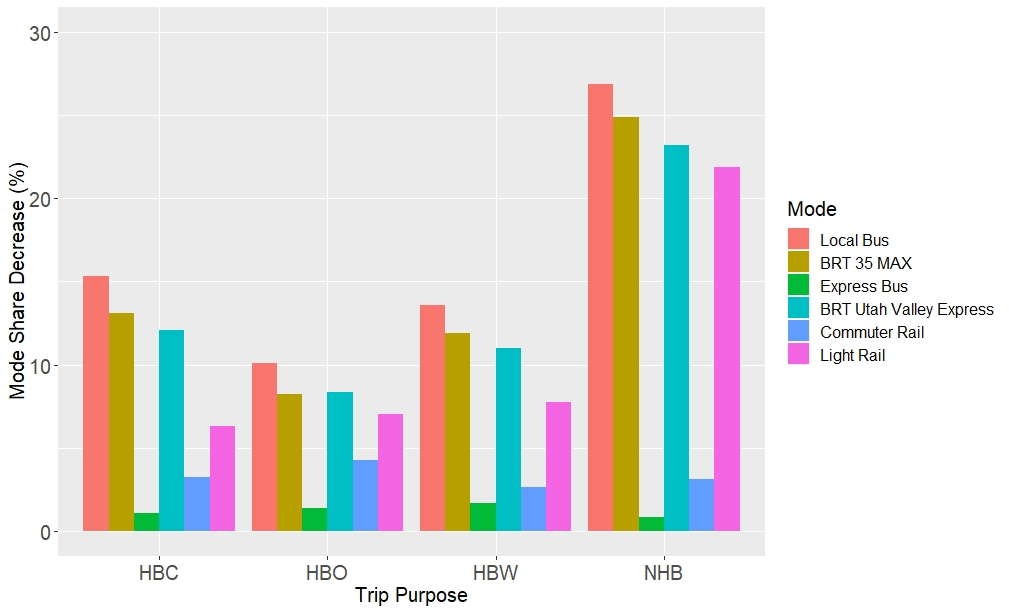 Mode Share Decrease (%)
30
20
10
0
HBC HBO HBW NHB
Trip Purpose
Mode
Local Bus
BRT 35 MAX
Express Bus
BRT Utah Valley Express
Commuter Rail
Light Rail